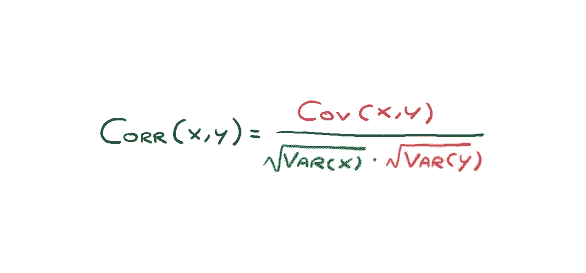 CORR(X,Y) = COV(X,Y)
√VAR(X) · √VAR(Y)